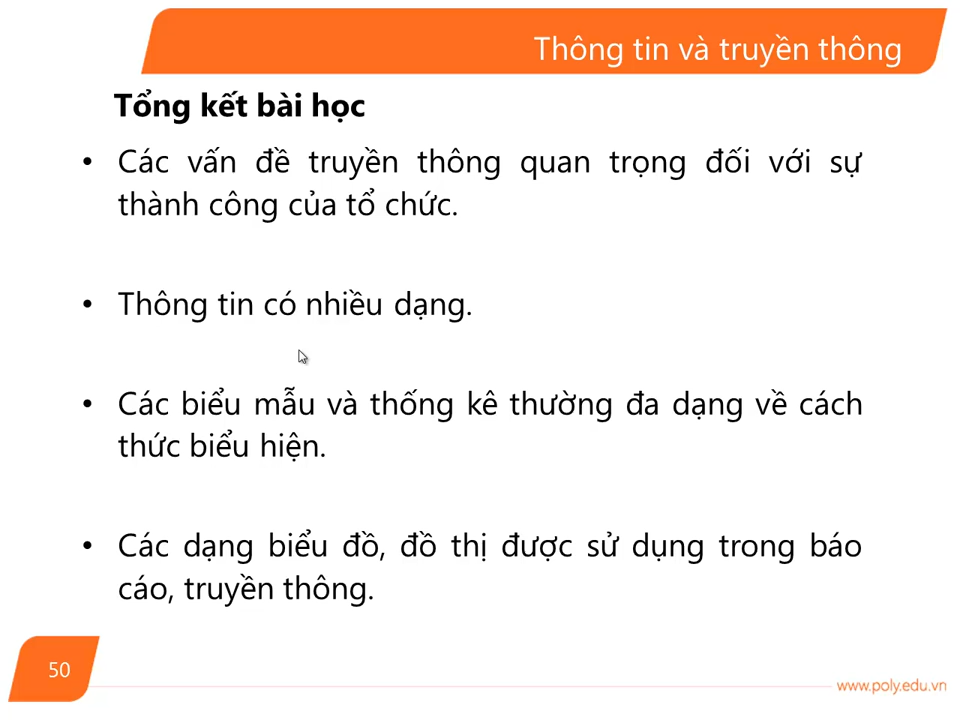 Thông tin và truyền thông
Tổng kết bài học
• Các vấn đề truyền thông quan trọng đối với sự
thành công của tổ chức.
• Thông tin có nhiều dạng.
• Các biểu mẫu và thống kê thường đa dạng về cách
thức biểu hiện.
• Các dạng biểu đồ, đồ thị được sử dụng trong báo
cáo, truyền thông.
50
www.poly.edu.vn